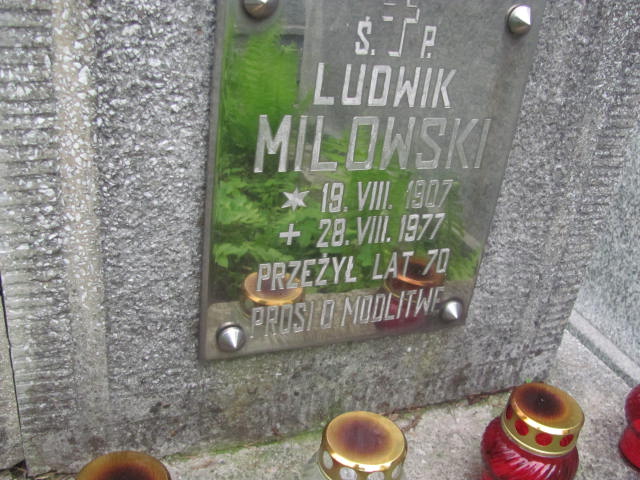 Ś. P.
LUDWIK
MILOWSKI
* 19. VIII. 1907
+ 28. VIII. 1977
PRZEŻYŁ LAT 70
PROSI O MODLITWĘ